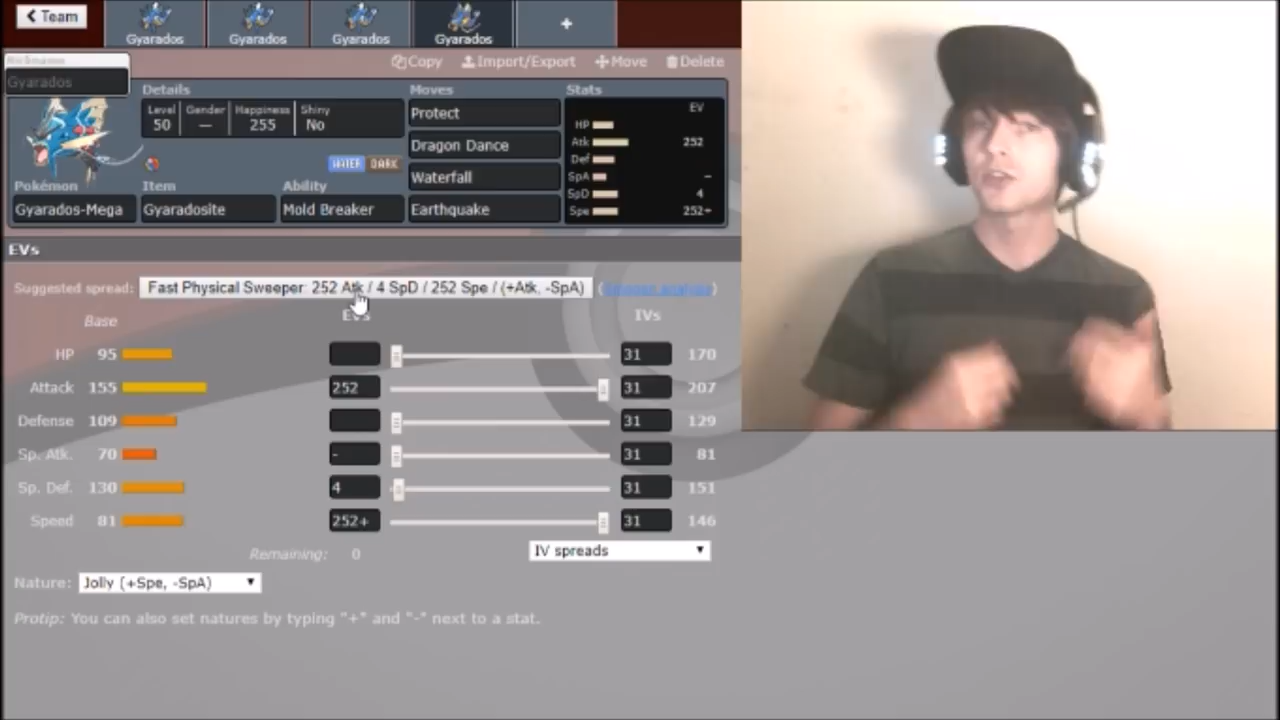 Team
Gyarados Gyarados Gyarados Gyarados +
Copy Import/Export Move Delete
Nickname
Gyarados
Details Moves Stats
Level Gender Happiness Shiny
50 — 255 No
Protect
Dragon Dance
Waterfall
Earthquake
EV
HP
Atk 252
Def
SpA –
SpD 4
Spe 252+
WATER DARK
Pokémon Item Ability
Gyarados-Mega Gyaradosite Mold Breaker
EVs
Suggested spread: Fast Physical Sweeper: 252 Atk / 4 SpD / 252 Spe / (+Atk, -SpA) (Smogon analysis)
Base EVs IVs
HP 95 31 170
Attack 155 252 31 207
Defense 109 31 129
Sp. Atk. 70 - 31 81
Sp. Def. 130 4 31 151
Speed 81 252+ 31 146
Remaining: 0
IV spreads
Nature: Jolly (+Spe, -SpA)
Protip: You can also set natures by typing "+" and "-" next to a stat.